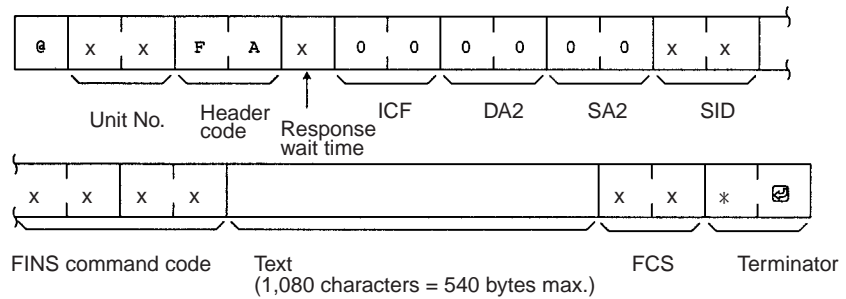 @ x x F A x 0 0 0 0 0 0 x x
Unit No. Header code Response wait time ICF DA2 SA2 SID
x x x x x x * ↵
FINS command code Text FCS Terminator
(1,080 characters = 540 bytes max.)